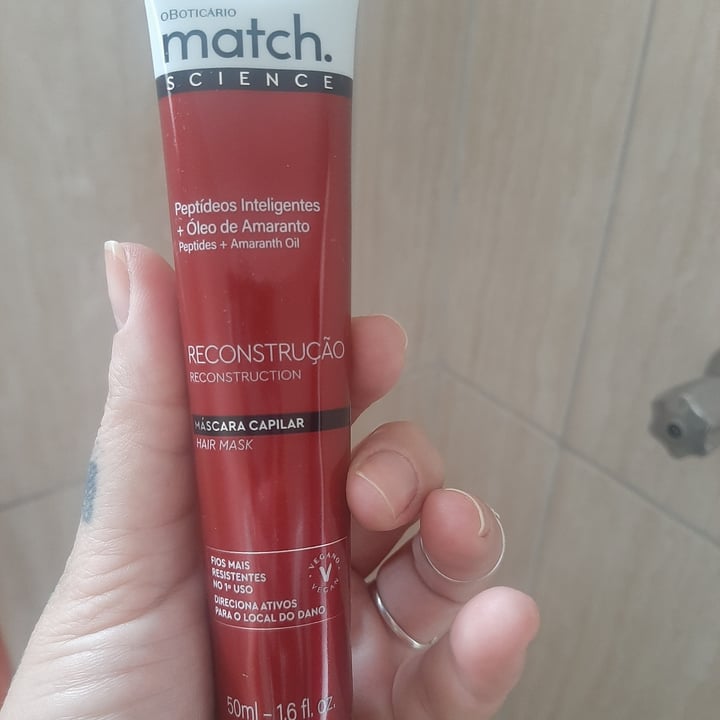 oBOTICÁRIO
match.
SCIENCE
Peptídeos Inteligentes
+ Óleo de Amaranto
Peptides + Amaranth Oil
RECONSTRUÇÃO
RECONSTRUCTION
MÁSCARA CAPILAR
HAIR MASK
FIOS MAIS
RESISTENTES
NO 1º USO
DIRECIONA ATIVOS
PARA O LOCAL DO DANO
VEGANO
VEGAN
50ml – 1.6 fl. oz.